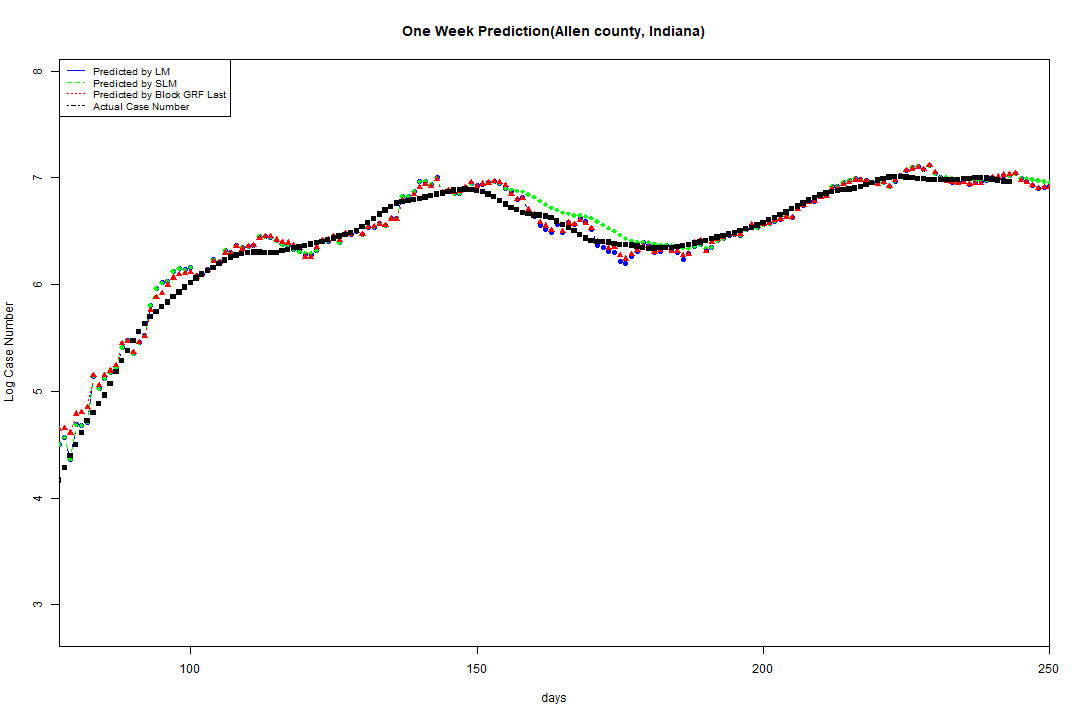 One Week Prediction(Allen county, Indiana)
Predicted by LM
Predicted by SLM
Predicted by Block GRF Last
Actual Case Number
8
7
6
5
4
3
Log Case Number
100 150 200 250
days